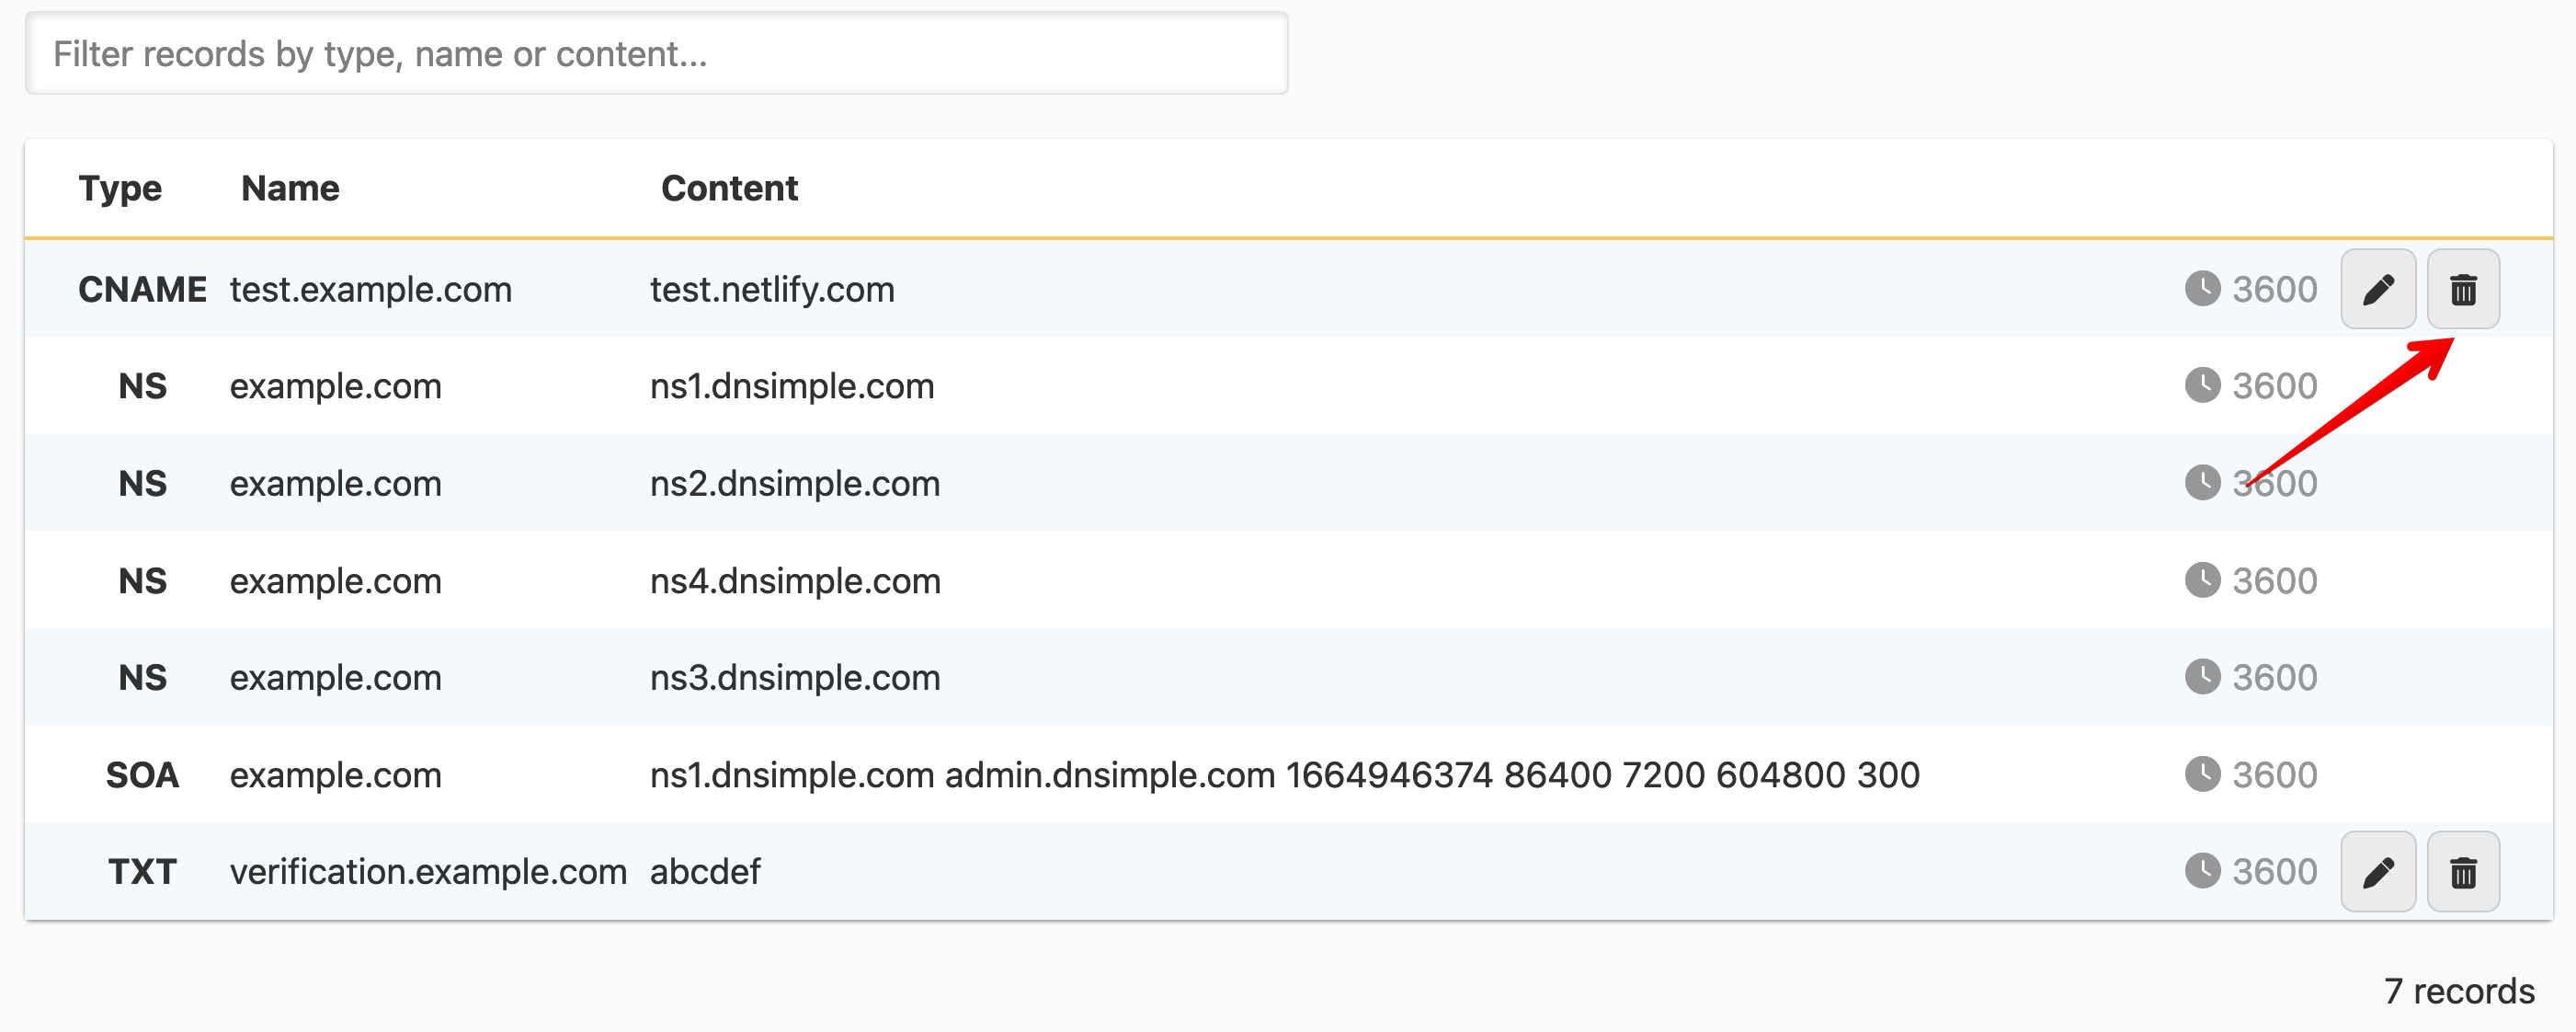 Filter records by type, name or content...
Type Name Content
CNAME test.example.com test.netlify.com 3600
NS example.com ns1.dnsimple.com 3600
NS example.com ns2.dnsimple.com 3600
NS example.com ns4.dnsimple.com 3600
NS example.com ns3.dnsimple.com 3600
SOA example.com ns1.dnsimple.com admin.dnsimple.com 1664946374 86400 7200 604800 300 3600
TXT verification.example.com abcdef 3600
7 records